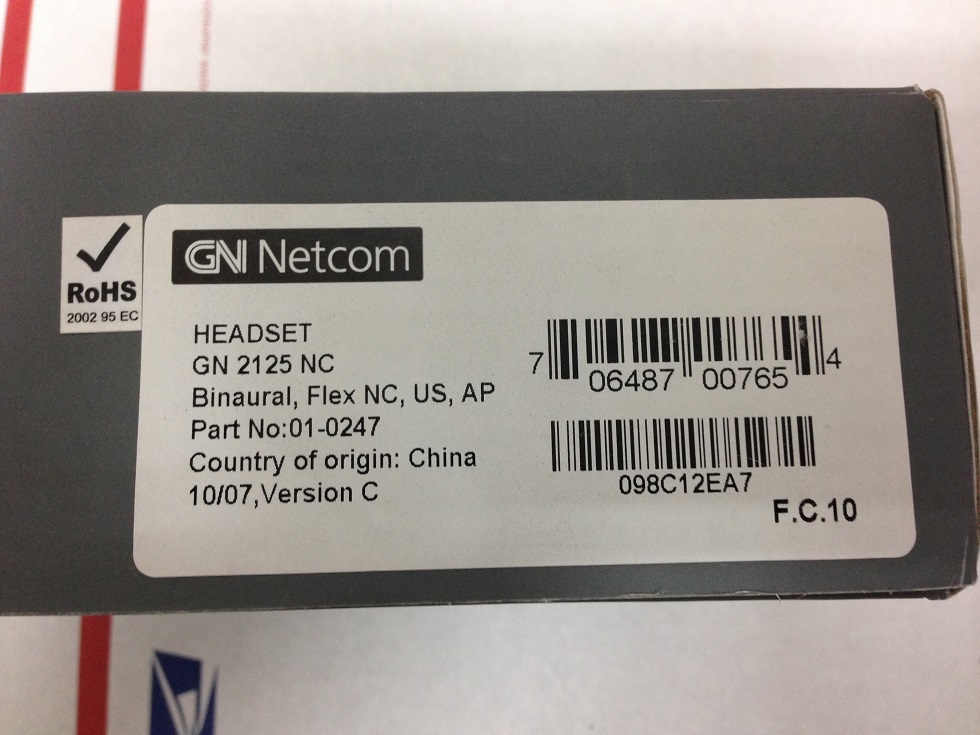 GN Netcom
RoHS
2002 95 EC
HEADSET
GN 2125 NC
Binaural, Flex NC, US, AP
Part No:01-0247
Country of origin: China
10/07,Version C
7 06487 00765 4
098C12EA7
F.C.10